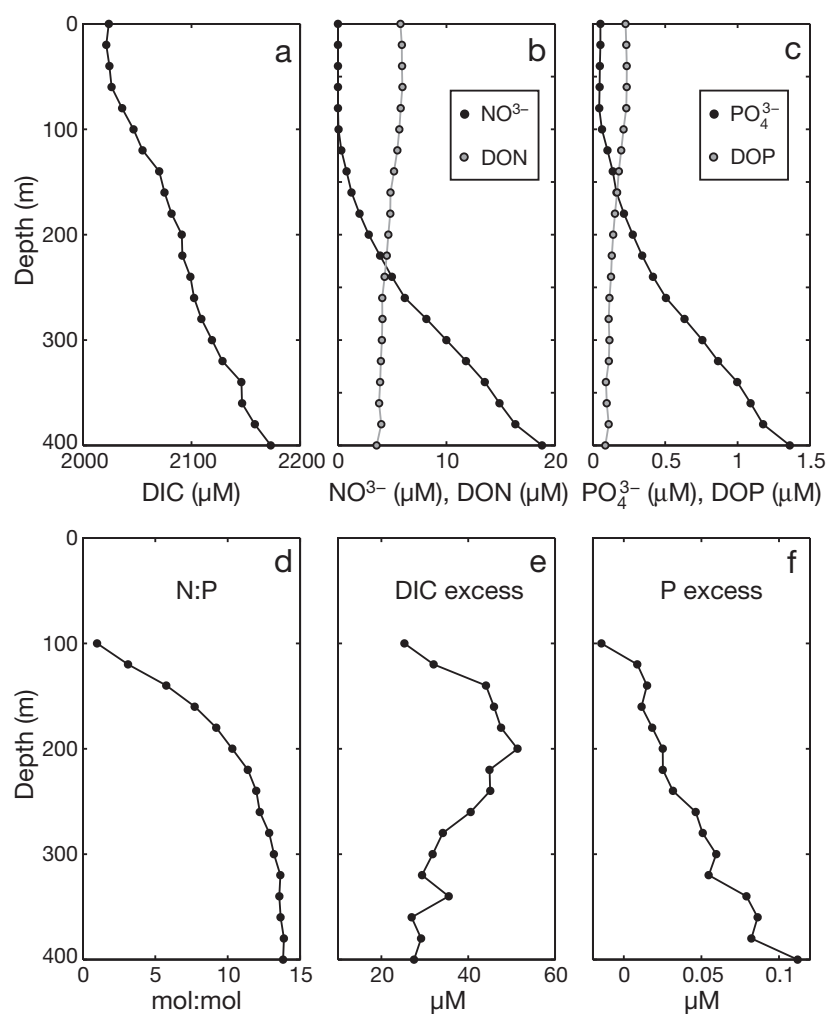 0
100
200
300
400
Depth (m)
a
2000
2100
2200
DIC (µM)
b
NO³⁻
DON
0
10
20
NO³⁻ (µM), DON (µM)
c
PO₄³⁻
DOP
0
0.5
1
1.5
PO₄³⁻ (µM), DOP (µM)
0
100
200
300
400
Depth (m)
d
N:P
0
5
10
15
mol:mol
e
DIC excess
20
40
60
µM
f
P excess
0
0.05
0.1
µM